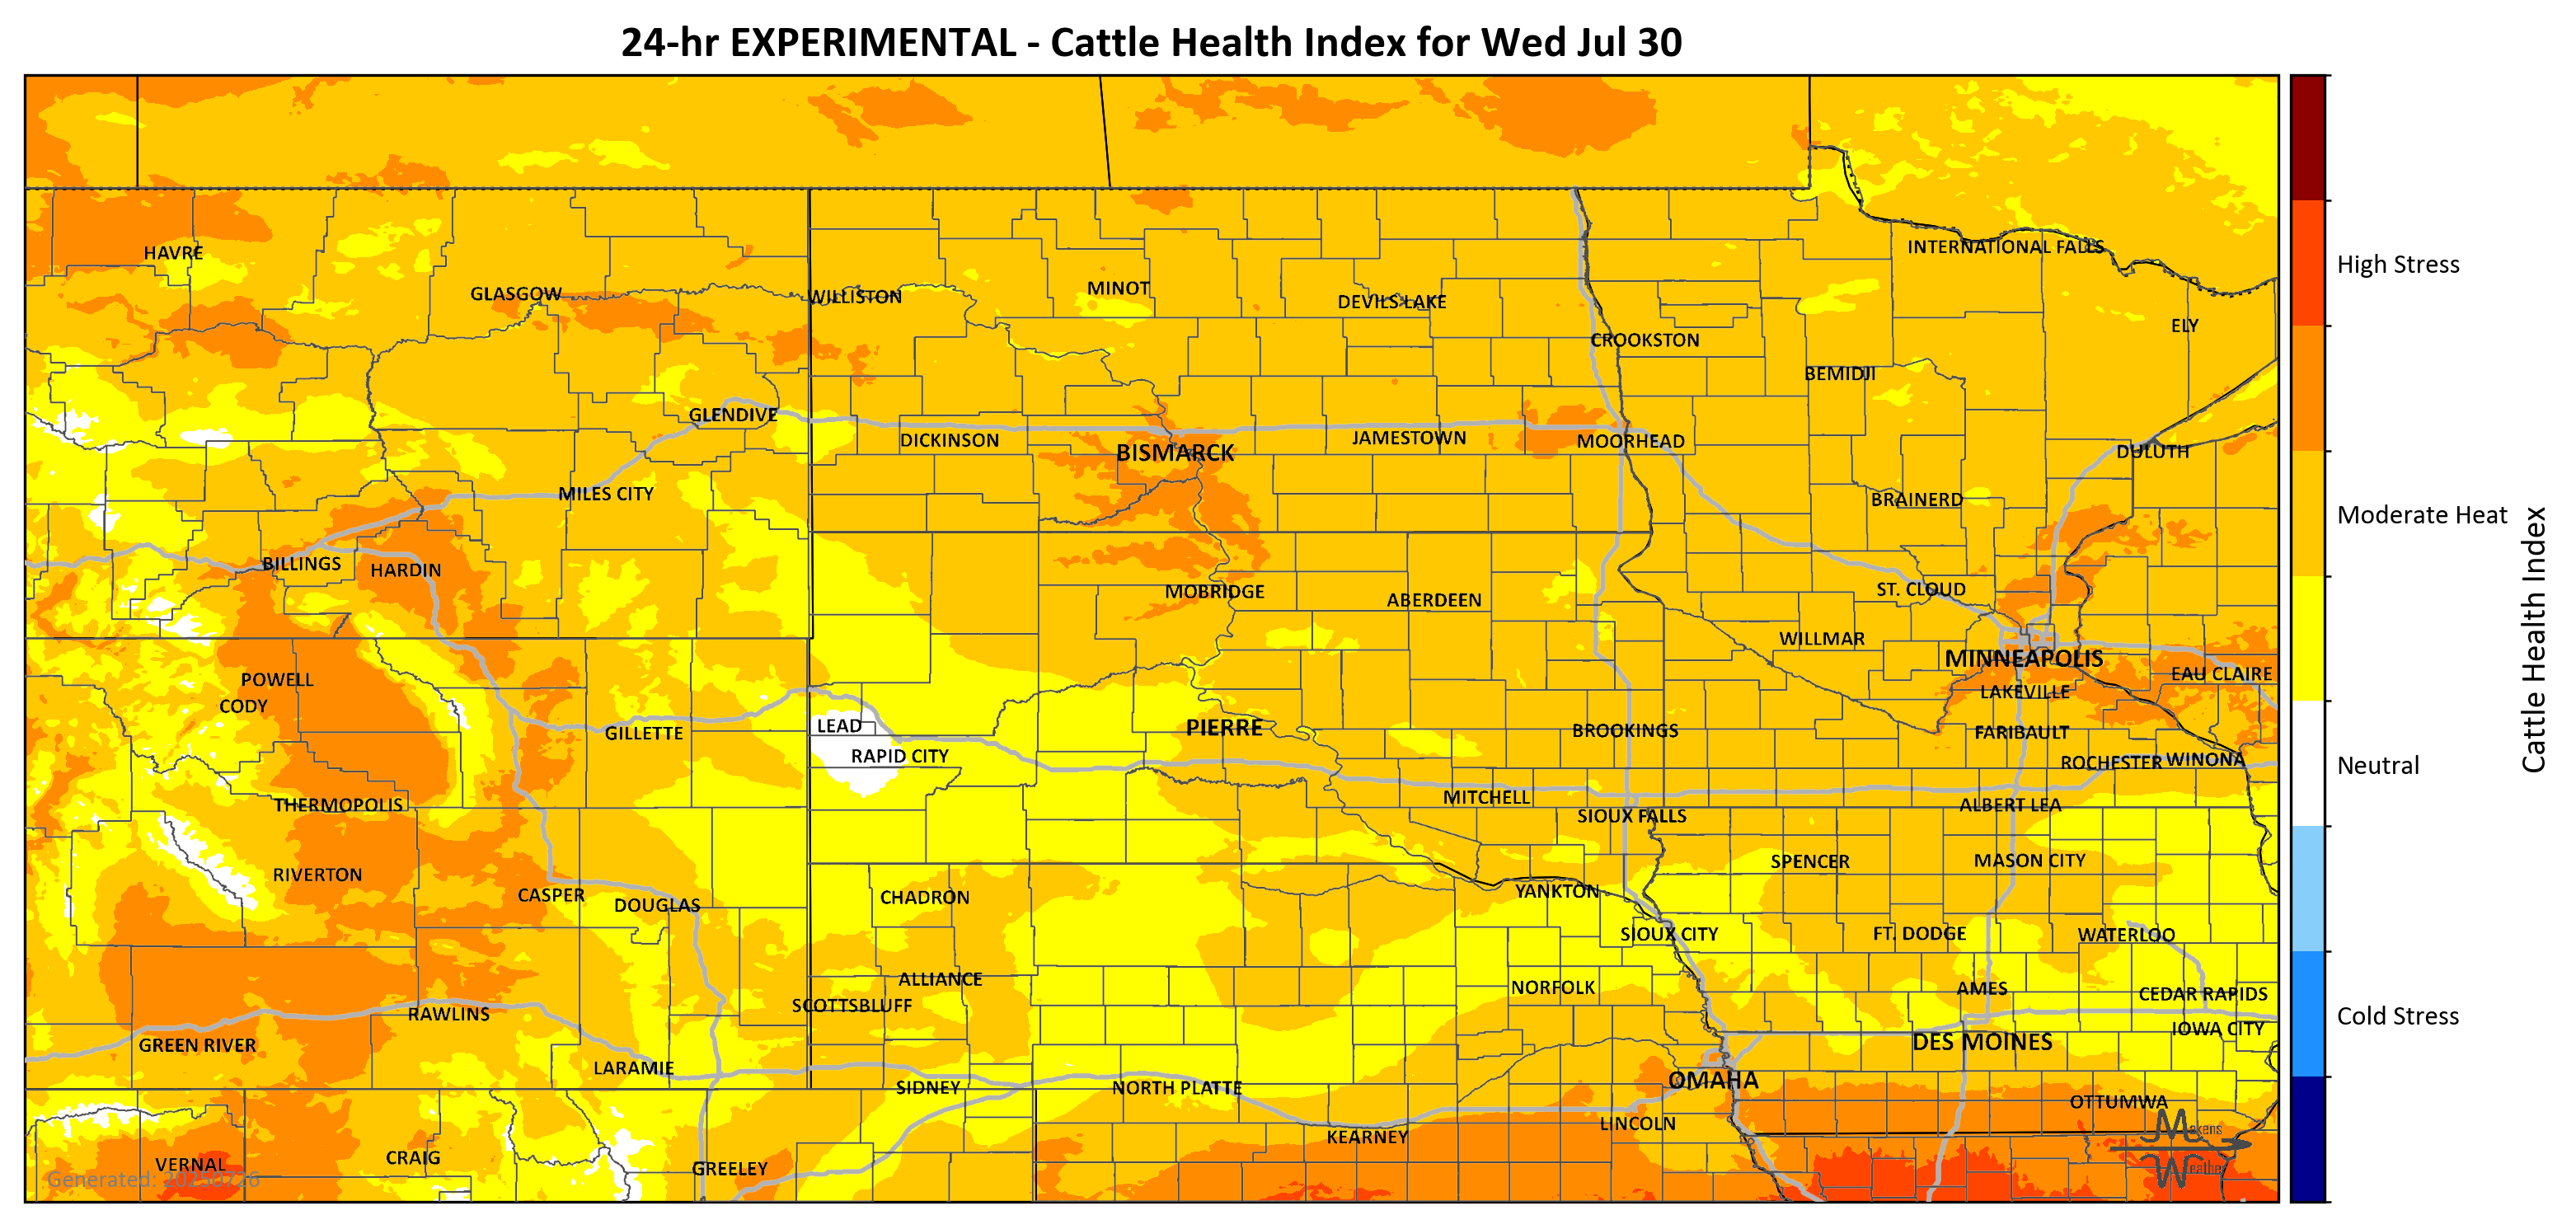 24-hr EXPERIMENTAL - Cattle Health Index for Wed Jul 30
HAVRE
INTERNATIONAL FALLS
GLASGOW
WILLISTON
MINOT
DEVILS LAKE
ELY
CROOKSTON
BEMIDJI
GLENDIVE
DICKINSON
BISMARCK
JAMESTOWN
MOORHEAD
DULUTH
MILES CITY
BRAINERD
BILLINGS
HARDIN
MOBRIDGE
ABERDEEN
ST. CLOUD
WILLMAR
MINNEAPOLIS
POWELL
EAU CLAIRE
CODY
LAKEVILLE
GILLETTE
LEAD
PIERRE
BROOKINGS
FARIBAULT
RAPID CITY
ROCHESTER
WINONA
THERMOPOLIS
MITCHELL
ALBERT LEA
SIOUX FALLS
RIVERTON
SPENCER
MASON CITY
CASPER
DOUGLAS
CHADRON
YANKTON
SIOUX CITY
FT. DODGE
WATERLOO
ALLIANCE
NORFOLK
AMES
CEDAR RAPIDS
SCOTTSBLUFF
RAWLINS
IOWA CITY
GREEN RIVER
DES MOINES
LARAMIE
SIDNEY
NORTH PLATTE
OMAHA
OTTUMWA
LINCOLN
KEARNEY
VERNAL
CRAIG
GREELEY
Generated: 20250726
Makens
Weather
High Stress
Moderate Heat
Neutral
Cold Stress
Cattle Health Index